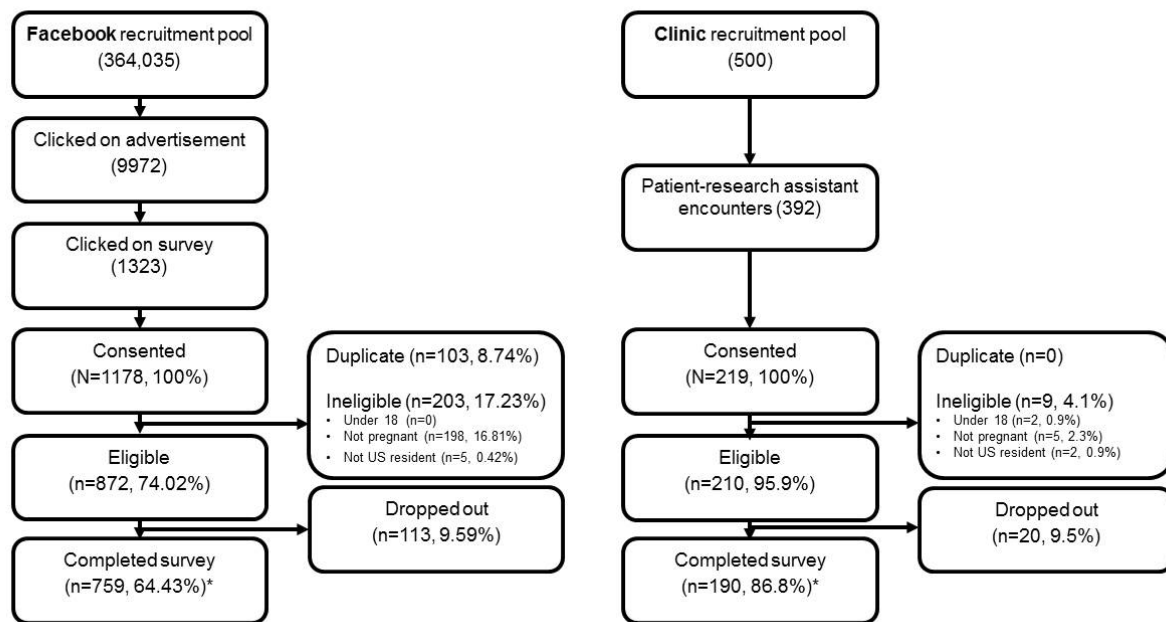 Facebook recruitment pool
(364,035)
Clicked on advertisement
(9972)
Clicked on survey
(1323)
Consented
(N=1178, 100%)
Duplicate (n=103, 8.74%)
Ineligible (n=203, 17.23%)
• Under 18 (n=0)
• Not pregnant (n=198, 16.81%)
• Not US resident (n=5, 0.42%)
Eligible
(n=872, 74.02%)
Dropped out
(n=113, 9.59%)
Completed survey
(n=759, 64.43%)*
Clinic recruitment pool
(500)
Patient-research assistant
encounters (392)
Consented
(N=219, 100%)
Duplicate (n=0)
Ineligible (n=9, 4.1%)
• Under 18 (n=2, 0.9%)
• Not pregnant (n=5, 2.3%)
• Not US resident (n=2, 0.9%)
Eligible
(n=210, 95.9%)
Dropped out
(n=20, 9.5%)
Completed survey
(n=190, 86.8%)*